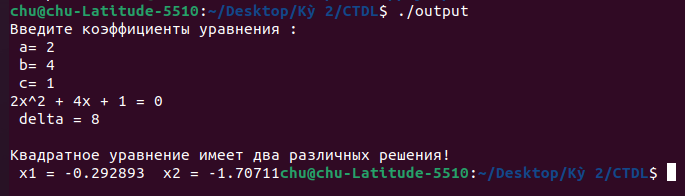 chu@chu-Latitude-5510:~/Desktop/Kỳ 2/CTDL$ ./output
Введите коэффициенты уравнения :
 a= 2
 b= 4
 c= 1
2x^2 + 4x + 1 = 0
 delta = 8

Квадратное уравнение имеет два различных решения!
 x1 = -0.292893  x2 = -1.70711chu@chu-Latitude-5510:~/Desktop/Kỳ 2/CTDL$